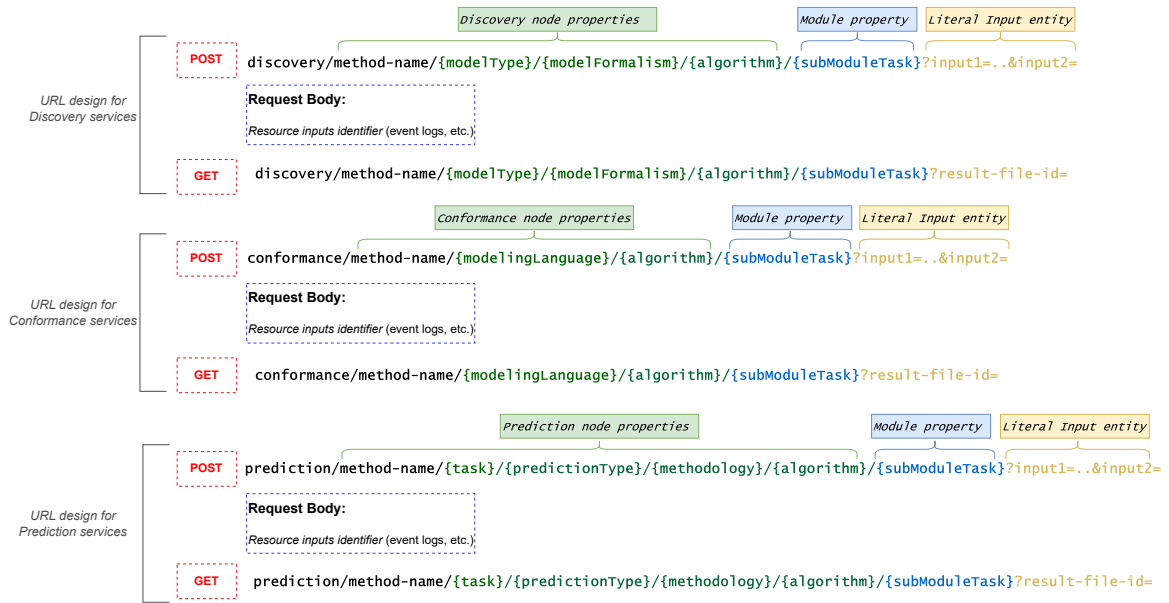 Discovery node properties Module property Literal Input entity
POST discovery/method-name/{modelType}/{modelFormalism}/{algorithm}/{subModuleTask}?input1=..&input2=
URL design for
Discovery services
Request Body:
Resource inputs identifier (event logs, etc.)
GET discovery/method-name/{modelType}/{modelFormalism}/{algorithm}/{subModuleTask}?result-file-id=
Conformance node properties Module property Literal Input entity
POST conformance/method-name/{modelingLanguage}/{algorithm}/{subModuleTask}?input1=..&input2=
URL design for
Conformance services
Request Body:
Resource inputs identifier (event logs, etc.)
GET conformance/method-name/{modelingLanguage}/{algorithm}/{subModuleTask}?result-file-id=
Prediction node properties Module property Literal Input entity
POST prediction/method-name/{task}/{predictionType}/{methodology}/{algorithm}/{subModuleTask}?input1=..&input2=
URL design for
Prediction services
Request Body:
Resource inputs identifier (event logs, etc.)
GET prediction/method-name/{task}/{predictionType}/{methodology}/{algorithm}/{subModuleTask}?result-file-id=